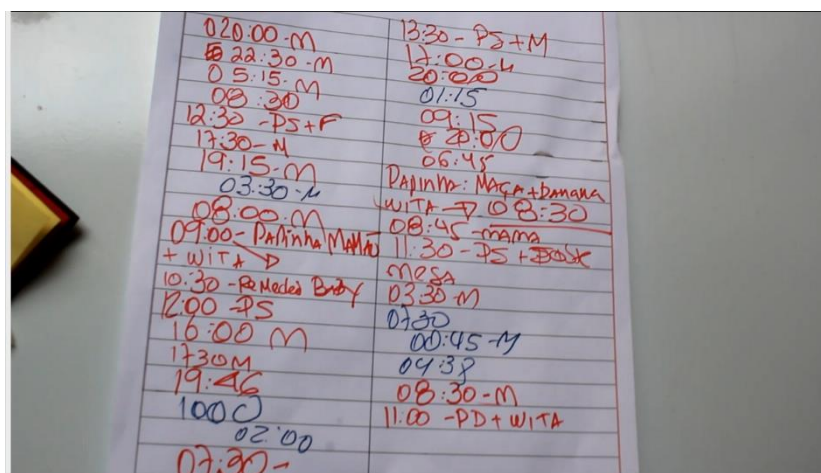 020:00-M
22:30-M
05:15-M
08:30
12:30-PS+F
17:30-M
19:15-M
03:30-M
08:00-M
09:00-PAPinhA MAMÃO
+ WITA
10:30-Remedio Baby
12:00-PS
16:00 M
1730M
19:46
1000
02:00
07:30-
13:30-PS+M
17:00-M
20:00
01:15
09:15
20:00
06:45
PAPinhA: MAÇA+bANANA
WITA → 08:30
08:45-mAmA
11:30-PS+
mesA
03:30-M
0730
00:45-M
04:38
08:30-M
11:00-PD+WITA